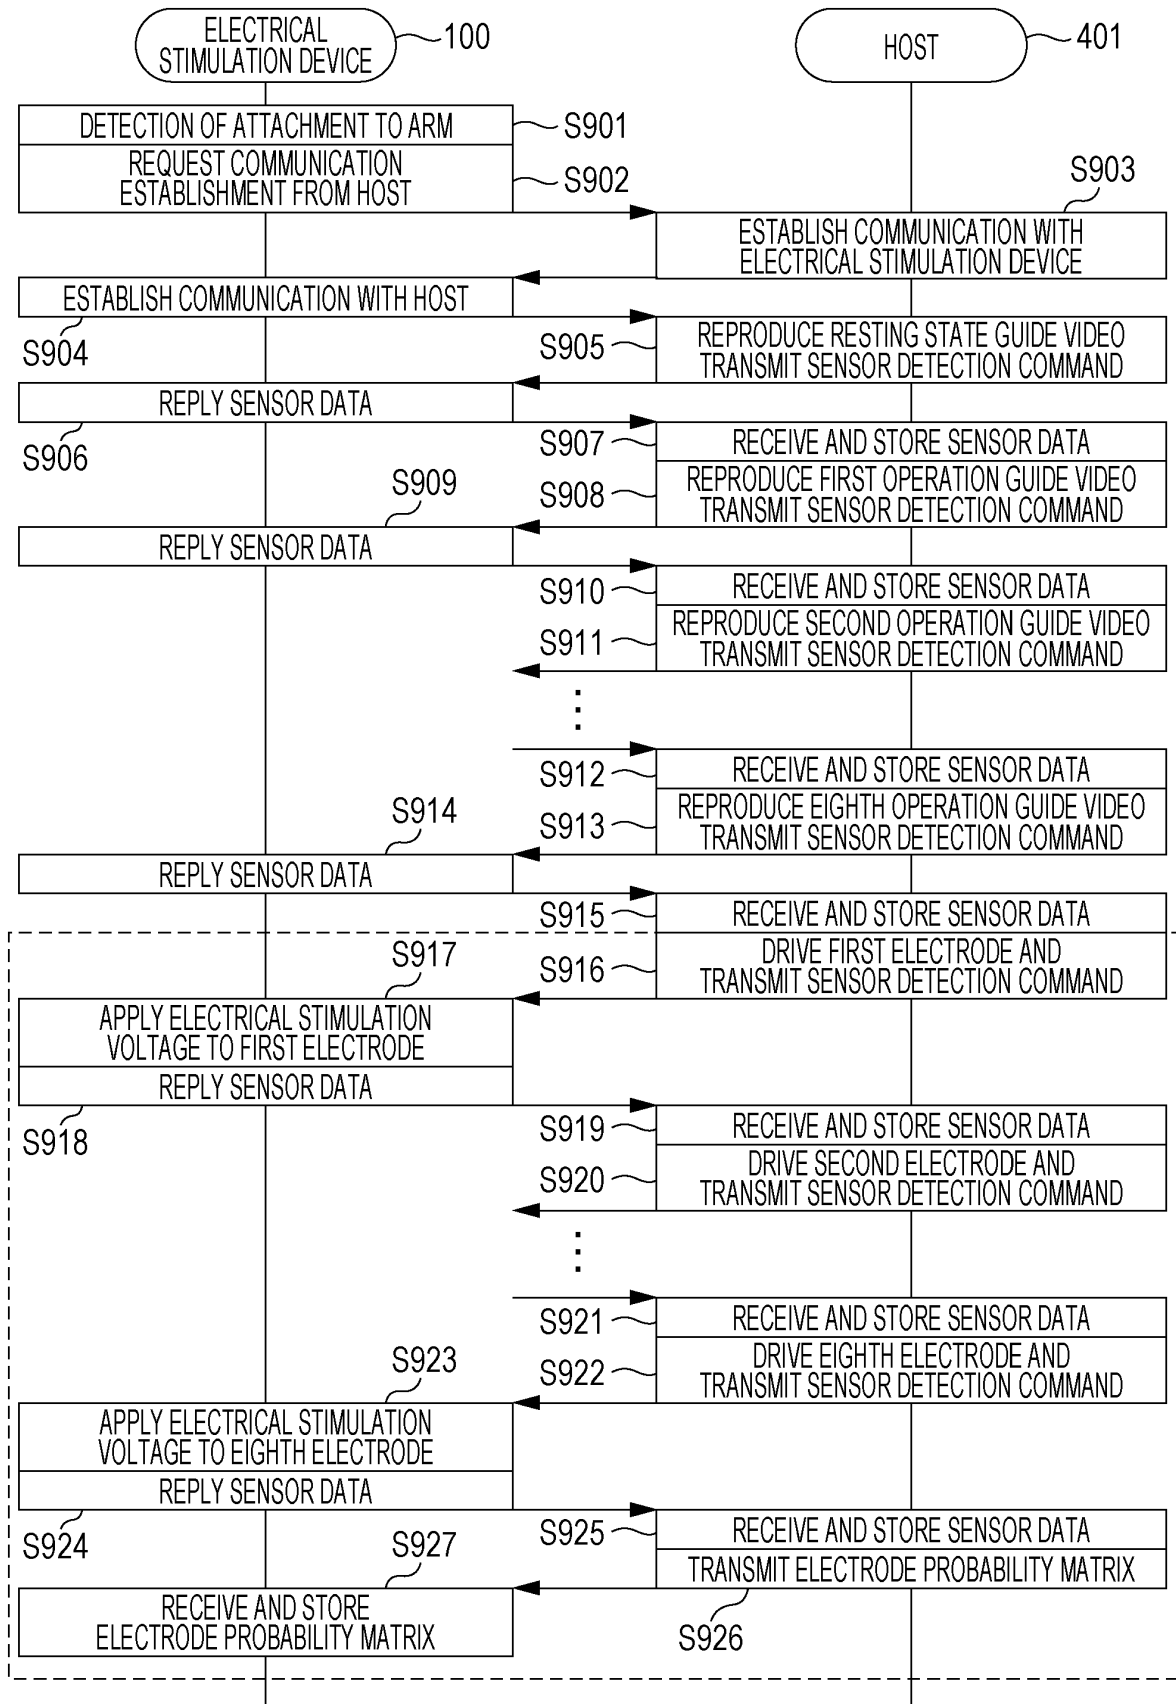 ELECTRICAL
STIMULATION DEVICE
100
HOST
401
DETECTION OF ATTACHMENT TO ARM
S901
REQUEST COMMUNICATION
ESTABLISHMENT FROM HOST
S902
S903
ESTABLISH COMMUNICATION WITH
ELECTRICAL STIMULATION DEVICE
ESTABLISH COMMUNICATION WITH HOST
S904
S905
REPRODUCE RESTING STATE GUIDE VIDEO
TRANSMIT SENSOR DETECTION COMMAND
REPLY SENSOR DATA
S906
S907
RECEIVE AND STORE SENSOR DATA
S908
REPRODUCE FIRST OPERATION GUIDE VIDEO
TRANSMIT SENSOR DETECTION COMMAND
S909
REPLY SENSOR DATA
S910
RECEIVE AND STORE SENSOR DATA
S911
REPRODUCE SECOND OPERATION GUIDE VIDEO
TRANSMIT SENSOR DETECTION COMMAND
S912
RECEIVE AND STORE SENSOR DATA
S913
REPRODUCE EIGHTH OPERATION GUIDE VIDEO
TRANSMIT SENSOR DETECTION COMMAND
S914
REPLY SENSOR DATA
S915
RECEIVE AND STORE SENSOR DATA
S916
DRIVE FIRST ELECTRODE AND
TRANSMIT SENSOR DETECTION COMMAND
S917
APPLY ELECTRICAL STIMULATION
VOLTAGE TO FIRST ELECTRODE
REPLY SENSOR DATA
S918
S919
RECEIVE AND STORE SENSOR DATA
S920
DRIVE SECOND ELECTRODE AND
TRANSMIT SENSOR DETECTION COMMAND
S921
RECEIVE AND STORE SENSOR DATA
S922
DRIVE EIGHTH ELECTRODE AND
TRANSMIT SENSOR DETECTION COMMAND
S923
APPLY ELECTRICAL STIMULATION
VOLTAGE TO EIGHTH ELECTRODE
REPLY SENSOR DATA
S924
S925
RECEIVE AND STORE SENSOR DATA
TRANSMIT ELECTRODE PROBABILITY MATRIX
S926
S927
RECEIVE AND STORE
ELECTRODE PROBABILITY MATRIX